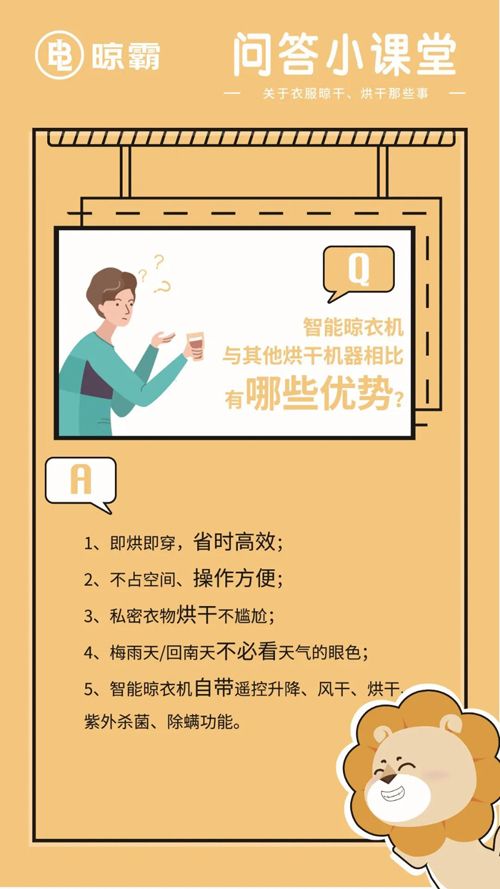 晾霸
问答小课堂
关于衣服晾干、烘干那些事
Q
智能晾衣机
与其他烘干机器相比
有哪些优势?
A
1、即烘即穿，省时高效；
2、不占空间、操作方便；
3、私密衣物烘干不尴尬；
4、梅雨天/回南天不必看天气的眼色；
5、智能晾衣机自带遥控升降、风干、烘干、
紫外杀菌、除螨功能。